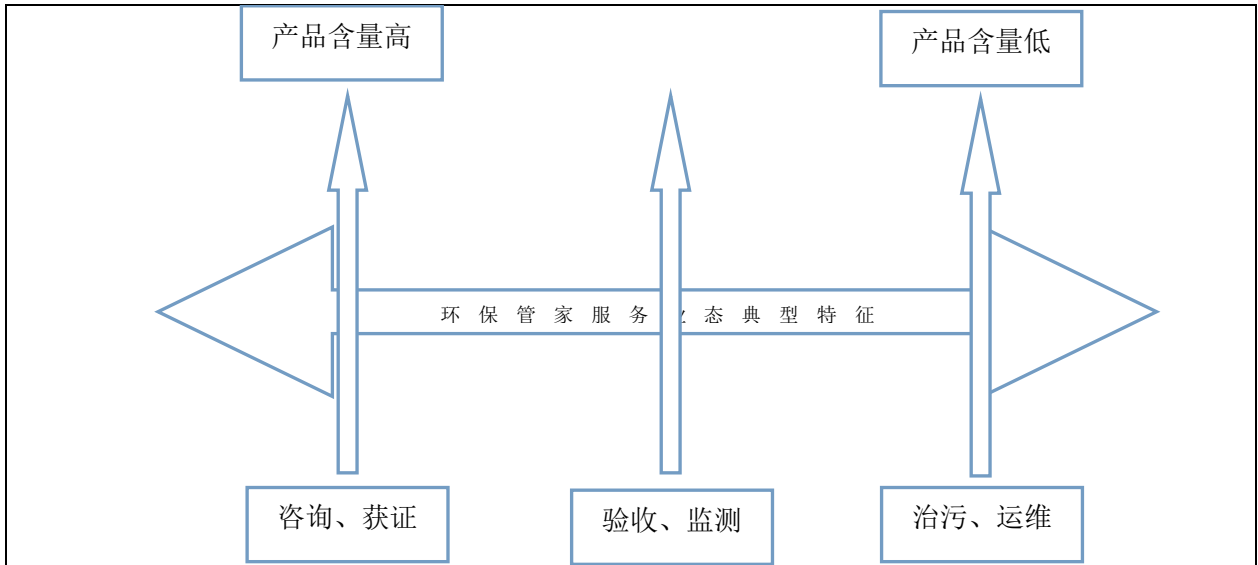 产品含量高
产品含量低
环保管家服务 态典型特征
咨询、获证
验收、监测
治污、运维